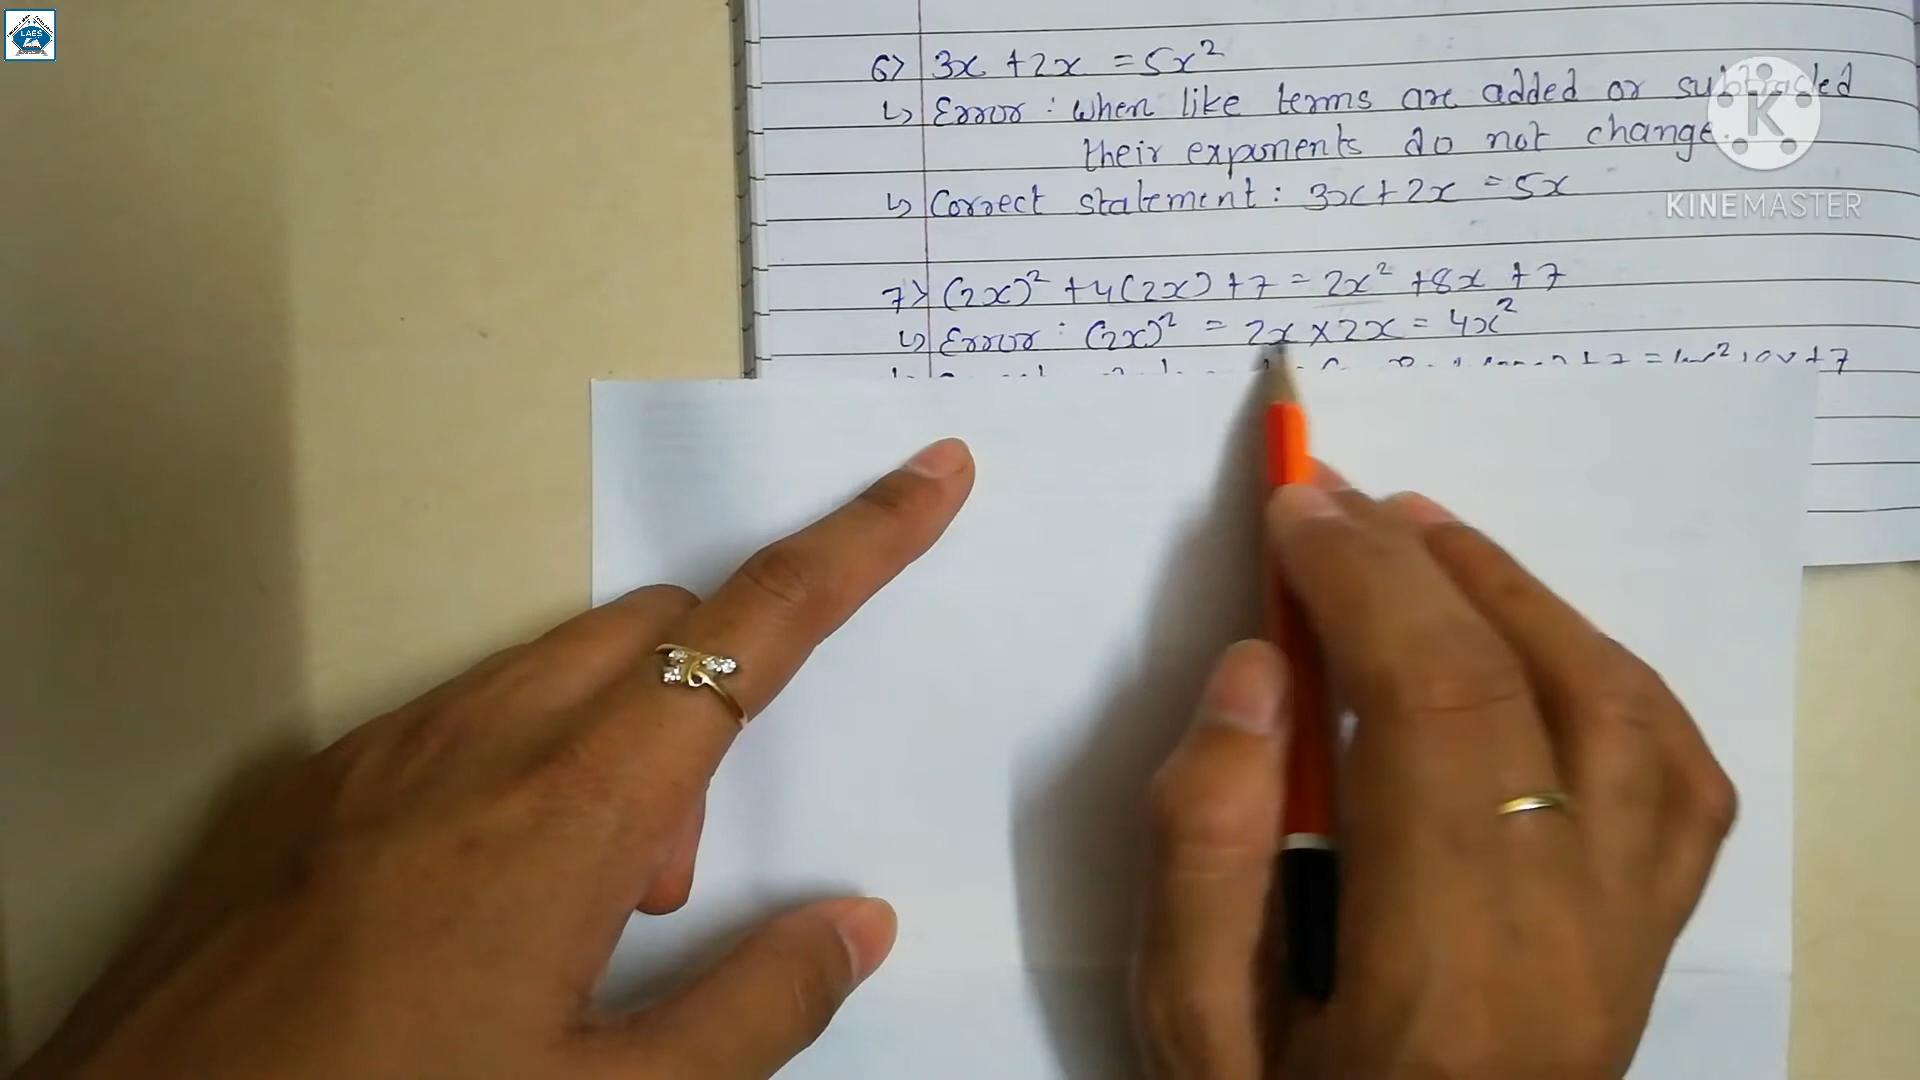 LAES
6> 3x + 2x = 5x²
↳ Error : when like terms are added or subtracted
their exponents do not change.
↳ Correct statement : 3x + 2x = 5x
7> (2x)² + 4(2x) + 7 = 2x² + 8x + 7
↳ Error : (2x)² = 2x × 2x = 4x²
+ 7
K
KINEMASTER